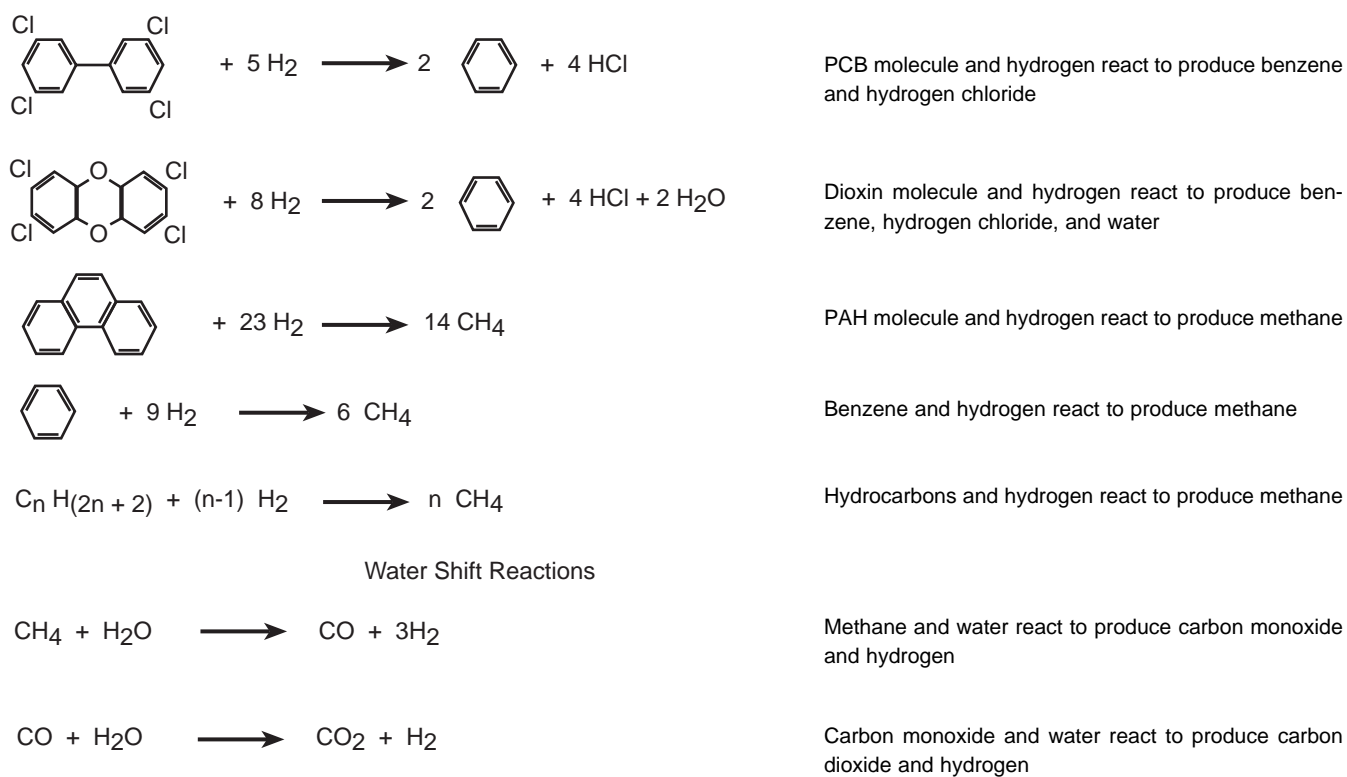 Cl Cl
+ 5 H2 2 + 4 HCl
Cl Cl
PCB molecule and hydrogen react to produce benzene
and hydrogen chloride
Cl O Cl
+ 8 H2 2 + 4 HCl + 2 H2O
Cl O Cl
Dioxin molecule and hydrogen react to produce ben-
zene, hydrogen chloride, and water
+ 23 H2 14 CH4
PAH molecule and hydrogen react to produce methane
+ 9 H2 6 CH4
Benzene and hydrogen react to produce methane
Cn H(2n + 2) + (n-1) H2 n CH4
Hydrocarbons and hydrogen react to produce methane
Water Shift Reactions
CH4 + H2O CO + 3H2
Methane and water react to produce carbon monoxide
and hydrogen
CO + H2O CO2 + H2
Carbon monoxide and water react to produce carbon
dioxide and hydrogen